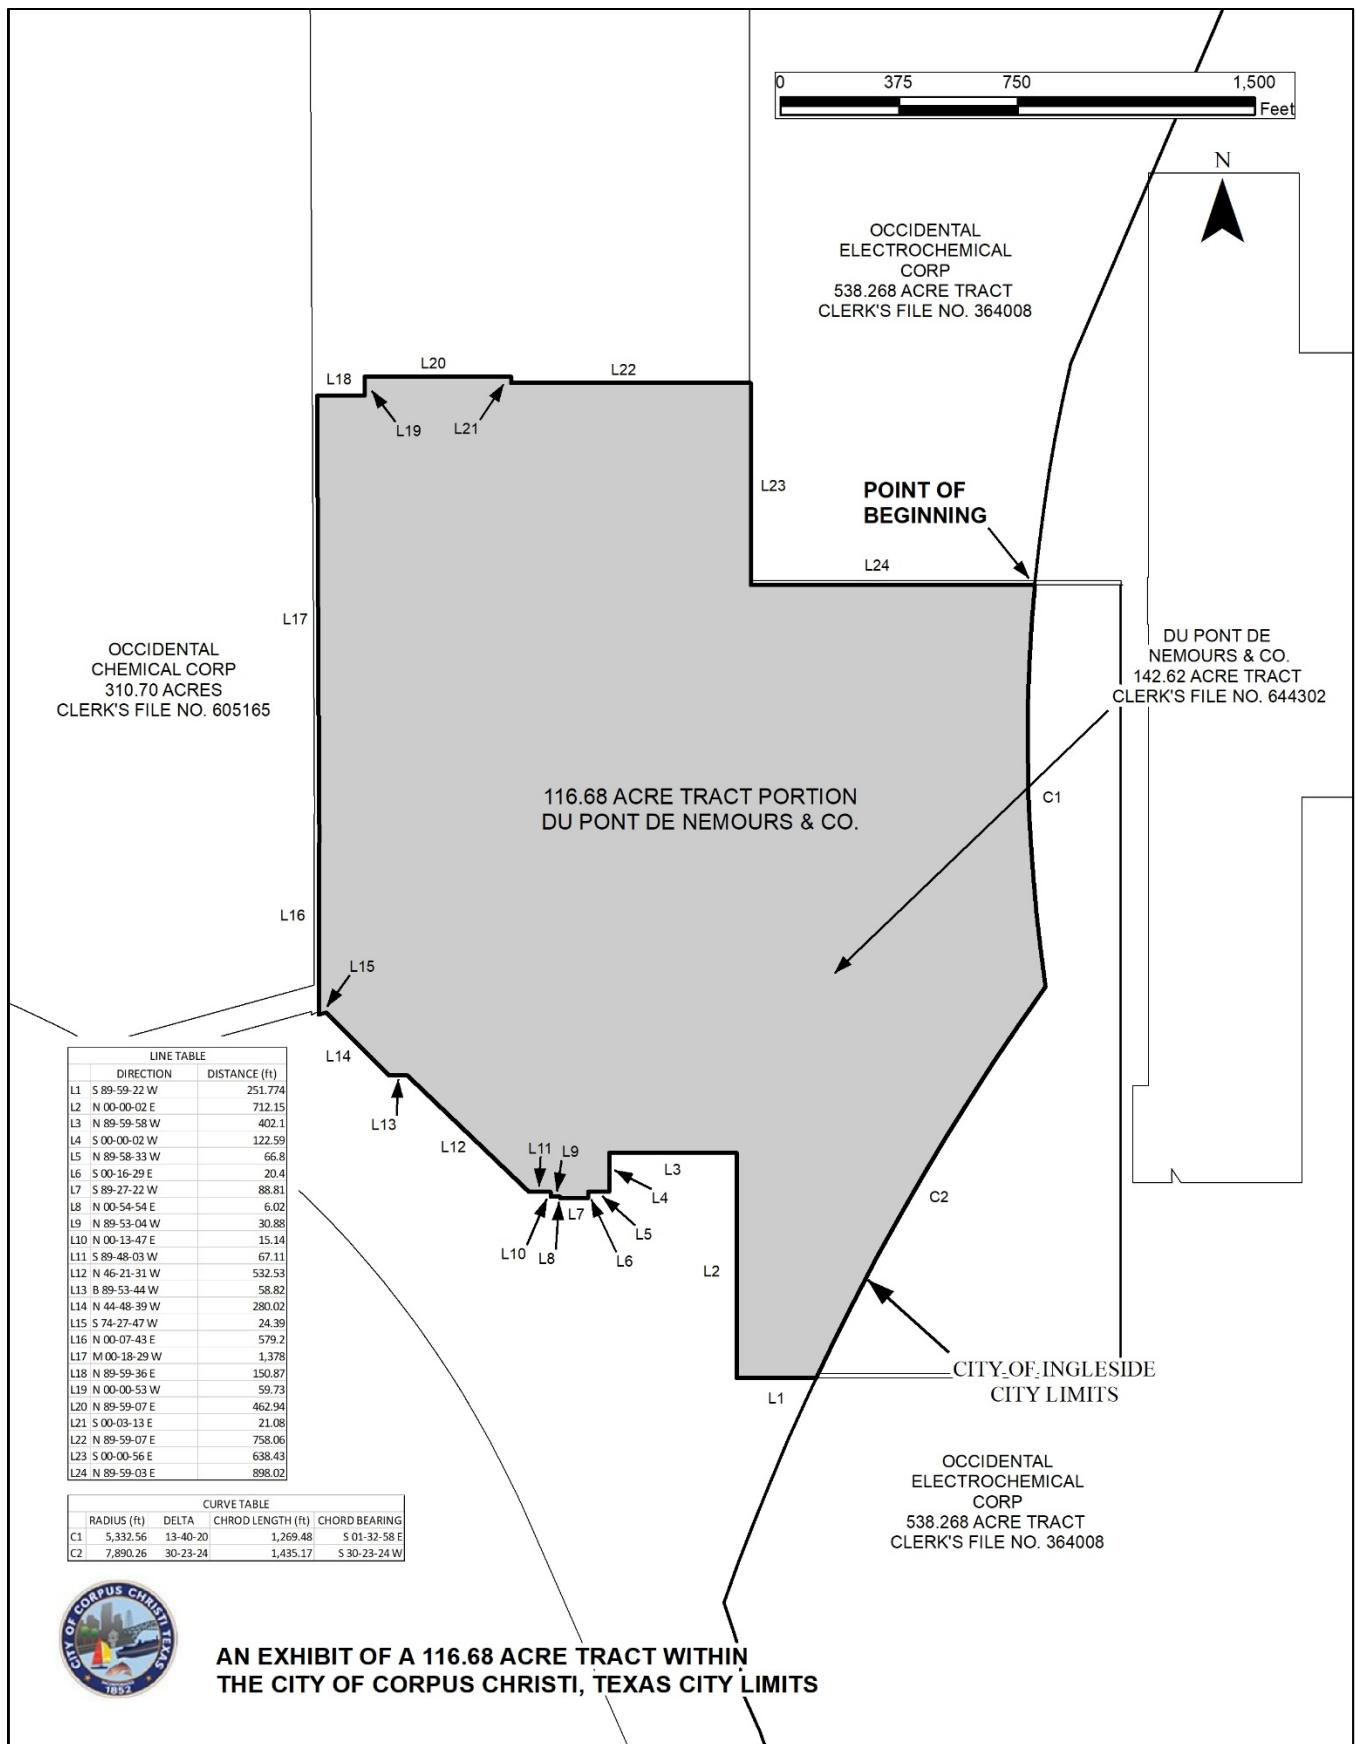 0 375 750 1,500
Feet
N
OCCIDENTAL
ELECTROCHEMICAL
CORP
538.268 ACRE TRACT
CLERK'S FILE NO. 364008
L20
L22
L18
L19
L21
L23
POINT OF
BEGINNING
L24
L17
OCCIDENTAL
CHEMICAL CORP
310.70 ACRES
CLERK'S FILE NO. 605165
DU PONT DE
NEMOURS & CO.
142.62 ACRE TRACT
CLERK'S FILE NO. 644302
116.68 ACRE TRACT PORTION
DU PONT DE NEMOURS & CO.
C1
L16
L15
L14
L13
L12
L11
L9
L3
L4
L5
L7
L6
L10
L8
L2
C2
L1
CITY OF INGLESIDE
CITY LIMITS
LINE TABLE
DIRECTION DISTANCE (ft)
L1 S 89-59-22 W 251.774
L2 N 00-00-02 E 712.15
L3 N 89-59-58 W 402.1
L4 S 00-00-02 W 122.59
L5 N 89-58-33 W 66.8
L6 S 00-16-29 E 20.4
L7 S 89-27-22 W 88.81
L8 N 00-54-54 E 6.02
L9 N 89-53-04 W 30.88
L10 N 00-13-47 E 15.14
L11 S 89-48-03 W 67.11
L12 N 46-21-31 W 532.53
L13 B 89-53-44 W 58.82
L14 N 44-48-39 W 280.02
L15 S 74-27-47 W 24.39
L16 N 00-07-43 E 579.2
L17 M 00-18-29 W 1,378
L18 N 89-59-36 E 150.87
L19 N 00-00-53 W 59.73
L20 N 89-59-07 E 462.94
L21 S 00-03-13 E 21.08
L22 N 89-59-07 E 758.06
L23 S 00-00-56 E 638.43
L24 N 89-59-03 E 898.02
OCCIDENTAL
ELECTROCHEMICAL
CORP
538.268 ACRE TRACT
CLERK'S FILE NO. 364008
CURVE TABLE
RADIUS (ft) DELTA CHROD LENGTH (ft) CHORD BEARING
C1 5,332.56 13-40-20 1,269.48 S 01-32-58 E
C2 7,890.26 30-23-24 1,435.17 S 30-23-24 W
CITY OF CORPUS CHRISTI, TEXAS
INCORPORATED
1852
AN EXHIBIT OF A 116.68 ACRE TRACT WITHIN
THE CITY OF CORPUS CHRISTI, TEXAS CITY LIMITS